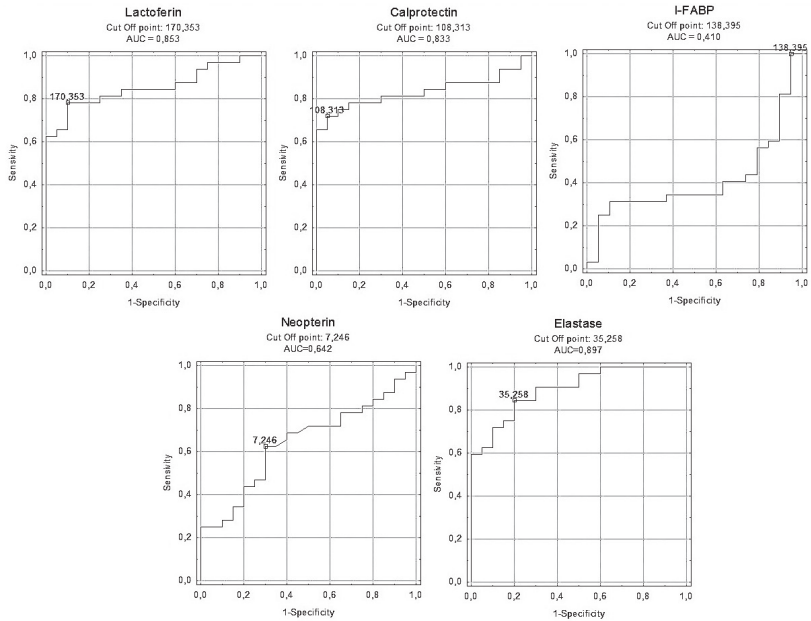 Lactoferin
Cut Off point: 170,353
AUC = 0,853
1,0
0,8
0,6
0,4
0,2
0,0
Sensivity
170,353
0,0 0,2 0,4 0,6 0,8 1,0
1-Specificity
Calprotectin
Cut Off point: 108,313
AUC = 0,833
1,0
0,8
0,6
0,4
0,2
0,0
Sensivity
108,313
0,0 0,2 0,4 0,6 0,8 1,0
1-Specificity
I-FABP
Cut Off point: 138,395
AUC = 0,410
1,0
0,8
0,6
0,4
0,2
0,0
Sensivity
138,395
0,0 0,2 0,4 0,6 0,8 1,0
1-Specificity
Neopterin
Cut Off point: 7,246
AUC=0,642
1,0
0,8
0,6
0,4
0,2
0,0
Sensivity
7,246
0,0 0,2 0,4 0,6 0,8 1,0
1-Specificity
Elastase
Cut Off point: 35,258
AUC=0,897
1,0
0,8
0,6
0,4
0,2
0,0
Sensivity
35,258
0,0 0,2 0,4 0,6 0,8 1,0
1-Specificity